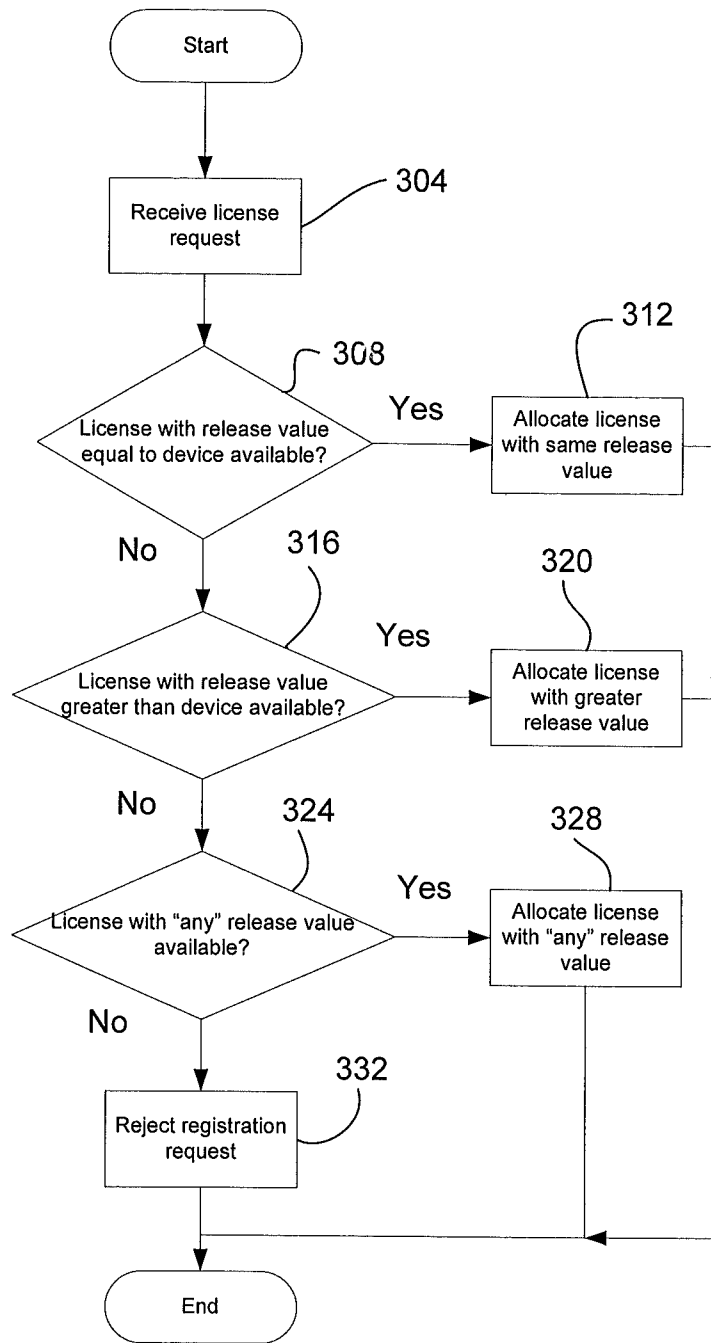 Start
304
Receive license
request
308
License with release value
equal to device available?
Yes
312
Allocate license
with same release
value
No
316
License with release value
greater than device available?
Yes
320
Allocate license
with greater
release value
No
324
License with “any” release value
available?
Yes
328
Allocate license
with “any” release
value
No
332
Reject registration
request
End